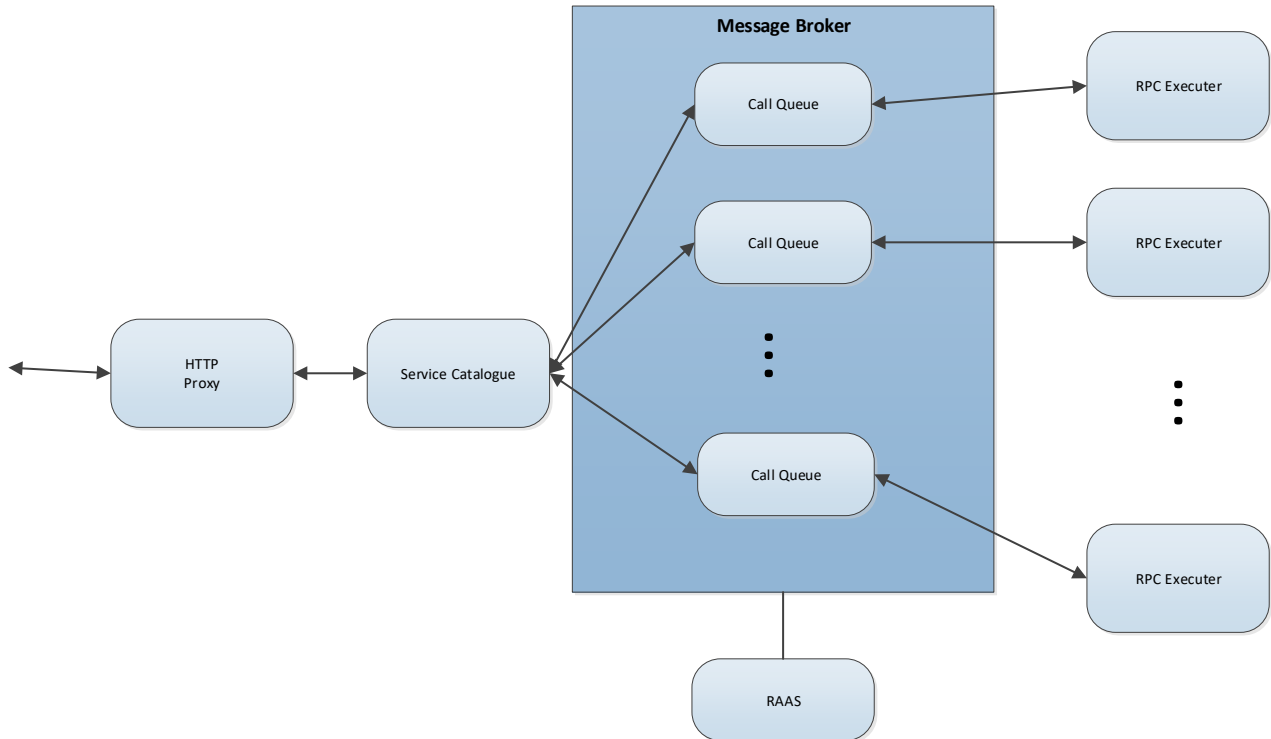 Message Broker
Call Queue
RPC Executer
Call Queue
RPC Executer
HTTP
Proxy
Service Catalogue
Call Queue
RPC Executer
RAAS